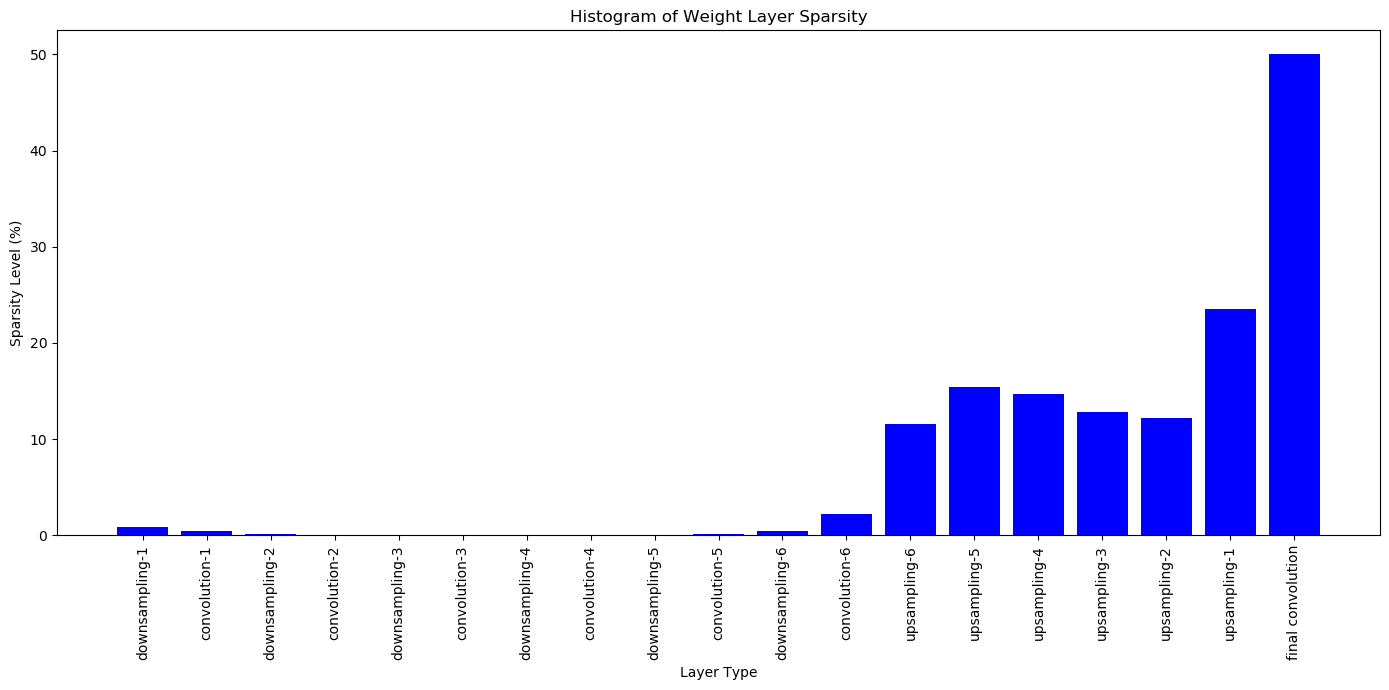 Histogram of Weight Layer Sparsity
Sparsity Level (%)
50
40
30
20
10
0
downsampling-1
convolution-1
downsampling-2
convolution-2
downsampling-3
convolution-3
downsampling-4
convolution-4
downsampling-5
convolution-5
downsampling-6
convolution-6
upsampling-6
upsampling-5
upsampling-4
upsampling-3
upsampling-2
upsampling-1
final convolution
Layer Type